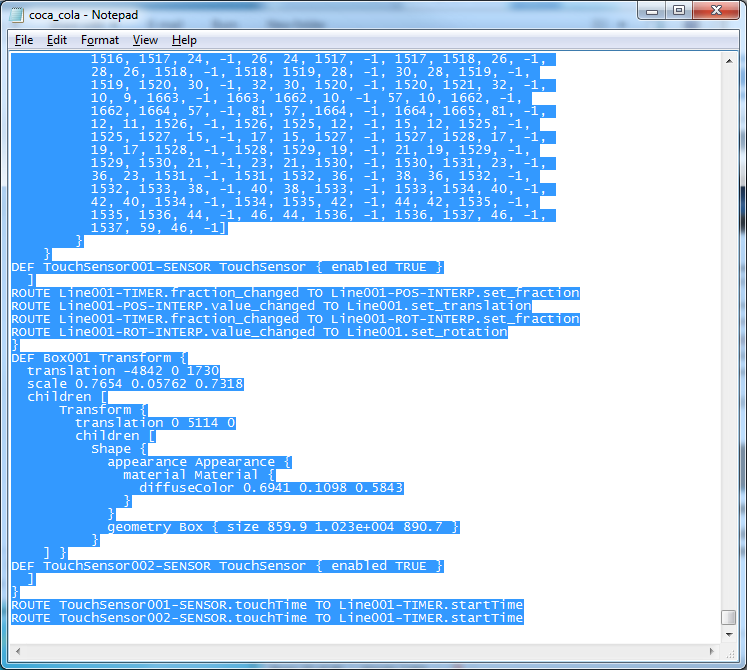 coca_cola - Notepad
File Edit Format View Help
1516, 1517, 24, -1, 26, 24, 1517, -1, 1517, 1518, 26, -1,
28, 26, 1518, -1, 1518, 1519, 28, -1, 30, 28, 1519, -1,
1519, 1520, 30, -1, 32, 30, 1520, -1, 1520, 1521, 32, -1,
10, 9, 1663, -1, 1663, 1662, 10, -1, 57, 10, 1662, -1,
1662, 1664, 57, -1, 81, 57, 1664, -1, 1664, 1665, 81, -1,
12, 11, 1526, -1, 1526, 1525, 12, -1, 15, 12, 1525, -1,
1525, 1527, 15, -1, 17, 15, 1527, -1, 1527, 1528, 17, -1,
19, 17, 1528, -1, 1528, 1529, 19, -1, 21, 19, 1529, -1,
1529, 1530, 21, -1, 23, 21, 1530, -1, 1530, 1531, 23, -1,
36, 23, 1531, -1, 1531, 1532, 36, -1, 38, 36, 1532, -1,
1532, 1533, 38, -1, 40, 38, 1533, -1, 1533, 1534, 40, -1,
42, 40, 1534, -1, 1534, 1535, 42, -1, 44, 42, 1535, -1,
1535, 1536, 44, -1, 46, 44, 1536, -1, 1536, 1537, 46, -1,
1537, 59, 46, -1]
}
}
DEF TouchSensor001-SENSOR TouchSensor { enabled TRUE }
]
ROUTE Line001-TIMER.fraction_changed TO Line001-POS-INTERP.set_fraction
ROUTE Line001-POS-INTERP.value_changed TO Line001.set_translation
ROUTE Line001-TIMER.fraction_changed TO Line001-ROT-INTERP.set_fraction
ROUTE Line001-ROT-INTERP.value_changed TO Line001.set_rotation
}
DEF Box001 Transform {
translation -4842 0 1730
scale 0.7654 0.05762 0.7318
children [
Transform {
translation 0 5114 0
children [
Shape {
appearance Appearance {
material Material {
diffuseColor 0.6941 0.1098 0.5843
}
}
geometry Box { size 859.9 1.023e+004 890.7 }
}
] }
DEF TouchSensor002-SENSOR TouchSensor { enabled TRUE }
]
}
ROUTE TouchSensor001-SENSOR.touchTime TO Line001-TIMER.startTime
ROUTE TouchSensor002-SENSOR.touchTime TO Line001-TIMER.startTime